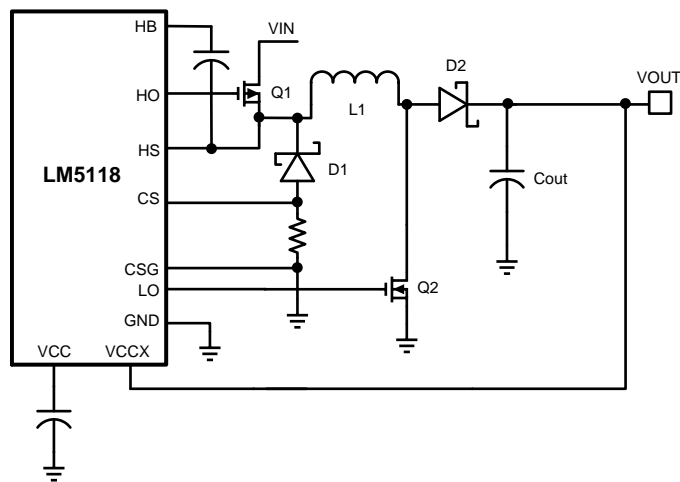 HB
VIN
D2
VOUT
HO
Q1
L1
HS
LM5118
D1
Cout
CS
CSG
LO
Q2
GND
VCC
VCCX